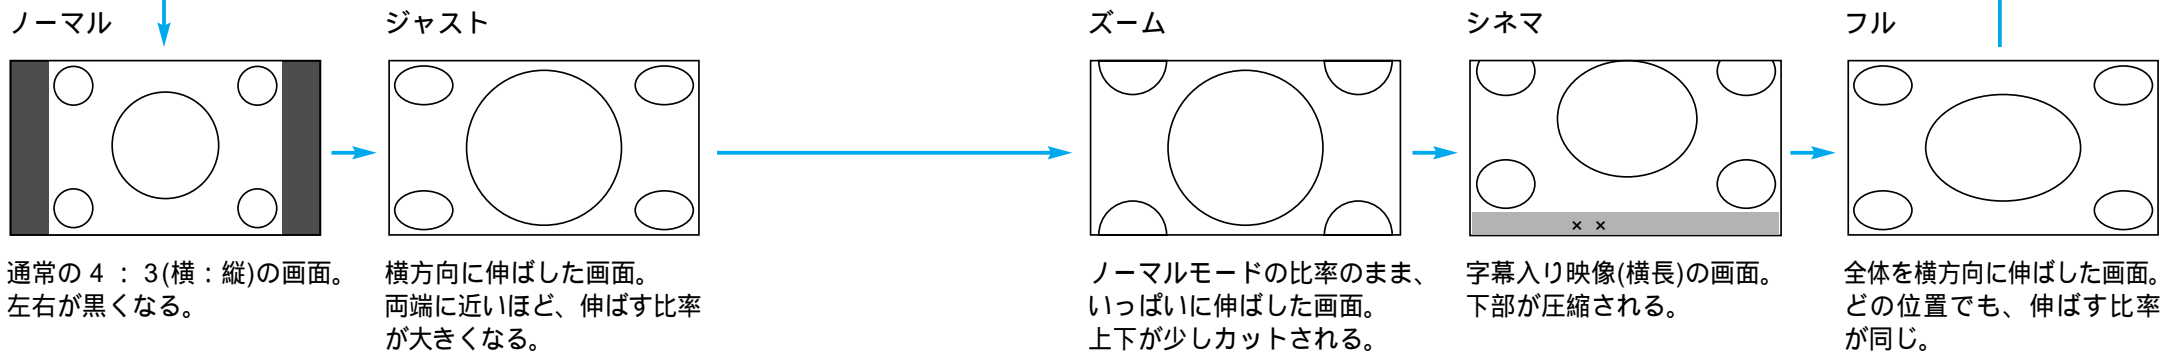 ノーマル
通常の 4 : 3(横:縦)の画面。
左右が黒くなる。
ジャスト
横方向に伸ばした画面。
両端に近いほど、伸ばす比率
が大きくなる。
ズーム
ノーマルモードの比率のまま、
いっぱいに伸ばした画面。
上下が少しカットされる。
シネマ
× ×
字幕入り映像(横長)の画面。
下部が圧縮される。
フル
全体を横方向に伸ばした画面。
どの位置でも、伸ばす比率
が同じ。